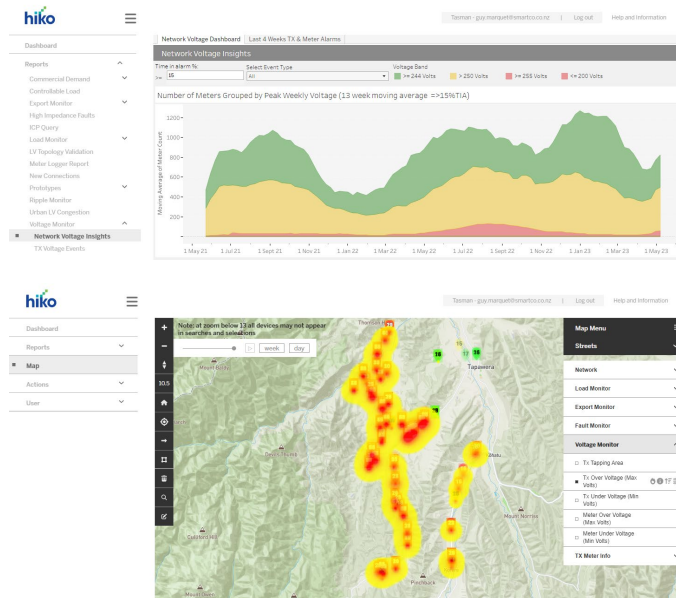 hiko
Tasman - guy.marquet@smartco.co.nz | Log out Help and Information
Dashboard
Reports
Commercial Demand
Controllable Load
Export Monitor
High Impedance Faults
ICP Query
Load Monitor
LV Topology Validation
Meter Logger Report
New Connections
Prototypes
Ripple Monitor
Urban LV Congestion
Voltage Monitor
Network Voltage Insights
TX Voltage Events
Network Voltage Dashboard Last 4 Weeks TX & Meter Alarms
Network Voltage Insights
Time in alarm %: Select Event Type Voltage Band
>= 15 All >= 244 Volts > 250 Volts >= 255 Volts <= 200 Volts
Number of Meters Grouped by Peak Weekly Voltage (13 week moving average =>15%TIA)
Moving Average of Meter Count
1200
1000
800
600
400
200
1 May 21 1 Jul 21 1 Sept 21 1 Nov 21 1 Jan 22 1 Mar 22 1 May 22 1 Jul 22 1 Sept 22 1 Nov 22 1 Jan 23 1 Mar 23 1 May 23
hiko
Tasman - guy.marquet@smartco.co.nz | Log out Help and Information
Dashboard
Reports
Map
Actions
User
Note: at zoom below 13 all devices may not appear
in searches and selections
week day
10.5
Mount Owen
Pinchback
Mount Norriss
Tapawera
Map Menu
Streets
Network
Load Monitor
Export Monitor
Fault Monitor
Voltage Monitor
Tx Tapping Area
Tx Over Voltage (Max
Volts)
Tx Under Voltage (Min
Volts)
Meter Over Voltage
(Max Volts)
Meter Under Voltage
(Min Volts)
TX Meter Info